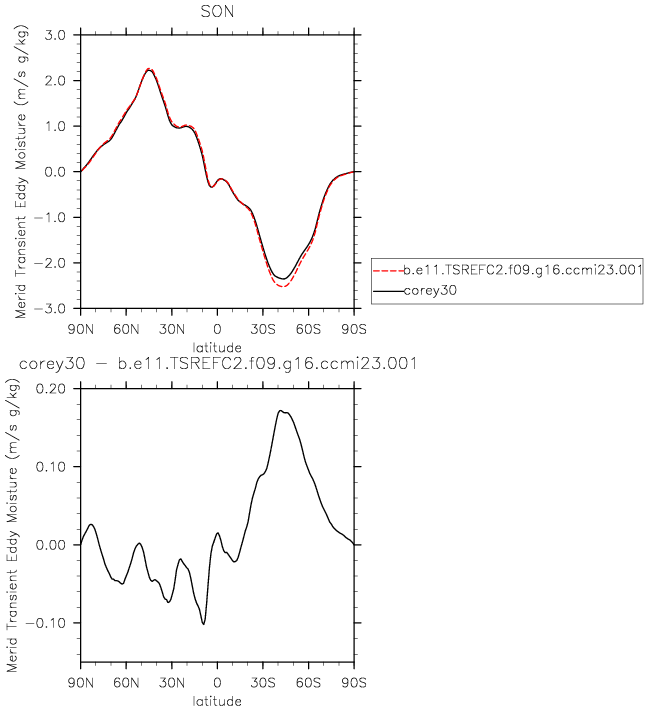 SON
Merid Transient Eddy Moisture (m/s g/kg)
3.0
2.0
1.0
0.0
−1.0
−2.0
−3.0
90N 60N 30N 0 30S 60S 90S
latitude
b.e11.TSREFC2.f09.g16.ccmi23.001
corey30
corey30 − b.e11.TSREFC2.f09.g16.ccmi23.001
Merid Transient Eddy Moisture (m/s g/kg)
0.20
0.10
0.00
−0.10
90N 60N 30N 0 30S 60S 90S
latitude